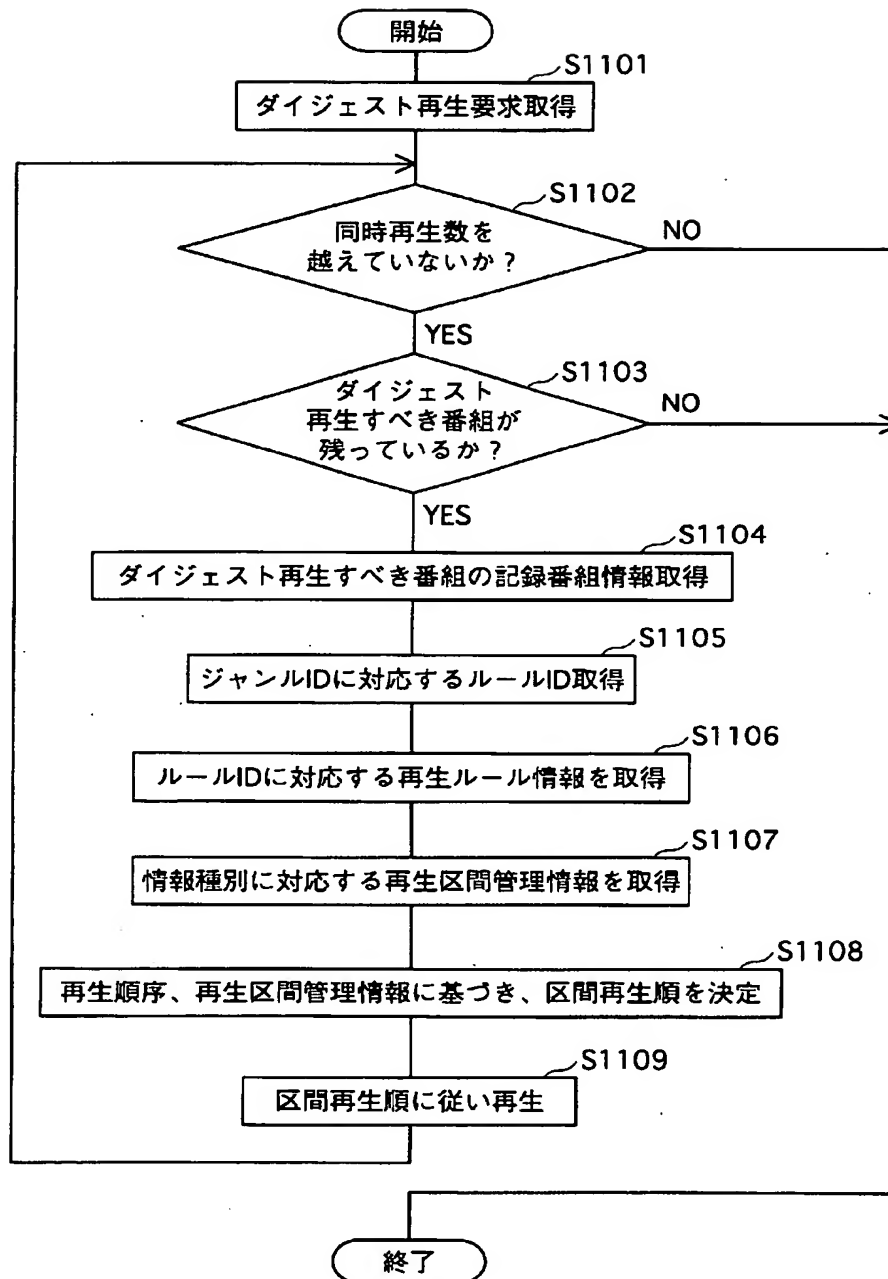 開始
S1101
ダイジェスト再生要求取得
S1102
同時再生数を
越えていないか？
NO
YES
S1103
ダイジェスト
再生すべき番組が
残っているか？
NO
YES
S1104
ダイジェスト再生すべき番組の記録番組情報取得
S1105
ジャンルIDに対応するルールID取得
S1106
ルールIDに対応する再生ルール情報を取得
S1107
情報種別に対応する再生区間管理情報を取得
S1108
再生順序、再生区間管理情報に基づき、区間再生順を決定
S1109
区間再生順に従い再生
終了